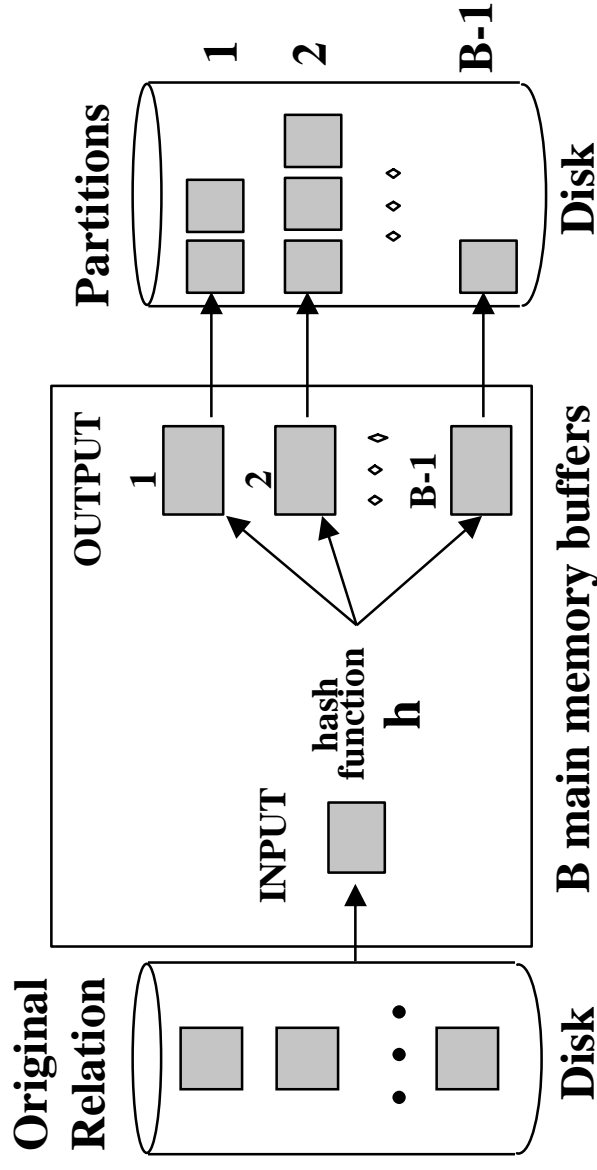 Original
Relation
Disk
INPUT
hash
function
h
OUTPUT
1
2
B-1
B main memory buffers
Partitions
1
2
B-1
Disk